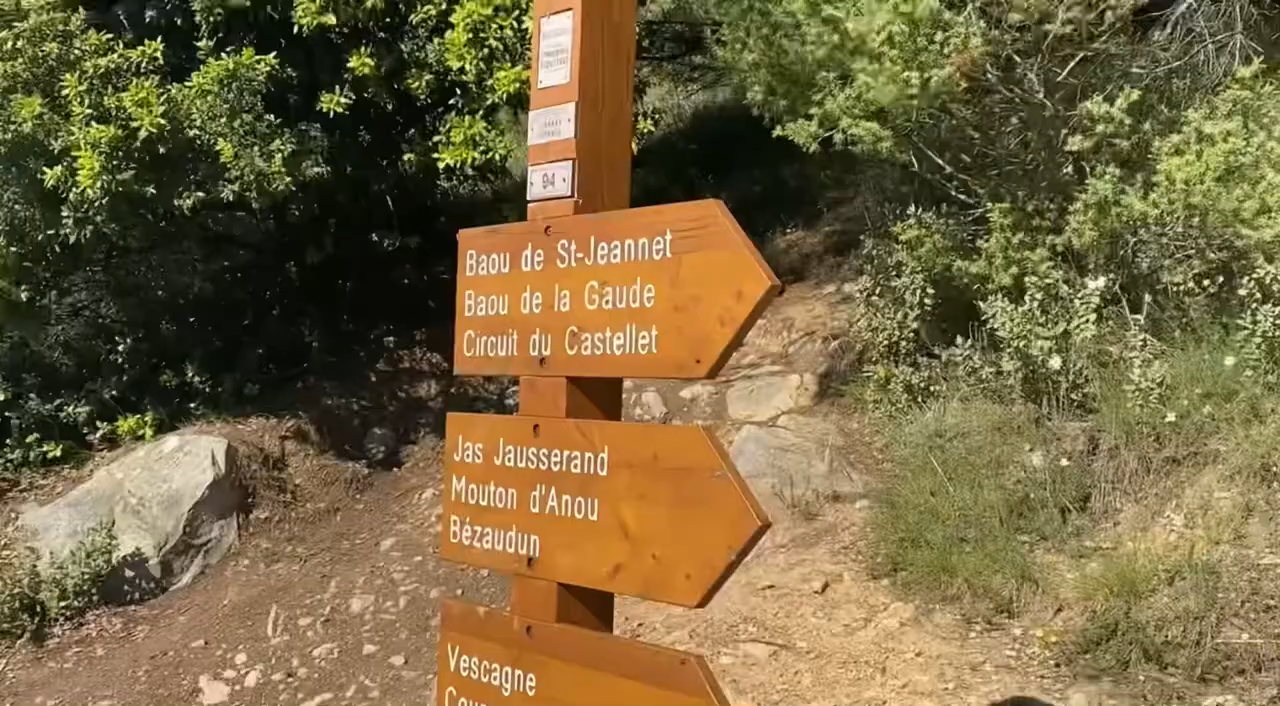 94
Baou de St-Jeannet
Baou de la Gaude
Circuit du Castellet
Jas Jausserand
Mouton d'Anou
Bézaudun
Vescagne